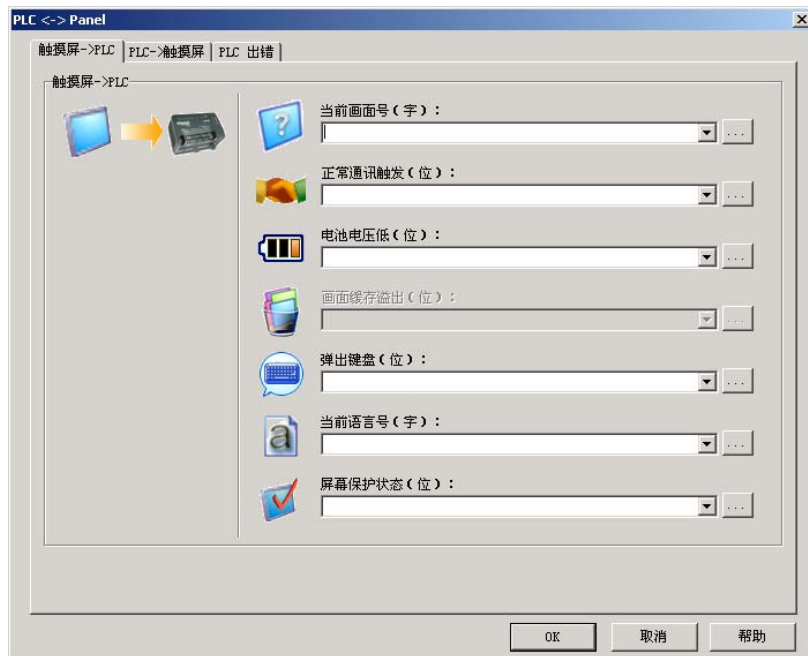 PLC <-> Panel
触摸屏->PLC PLC->触摸屏 PLC 出错
触摸屏->PLC
当前画面号(字):
正常通讯触发(位):
电池电压低(位):
画面缓存溢出(位):
弹出键盘(位):
当前语言号(字):
屏幕保护状态(位):
OK 取消 帮助